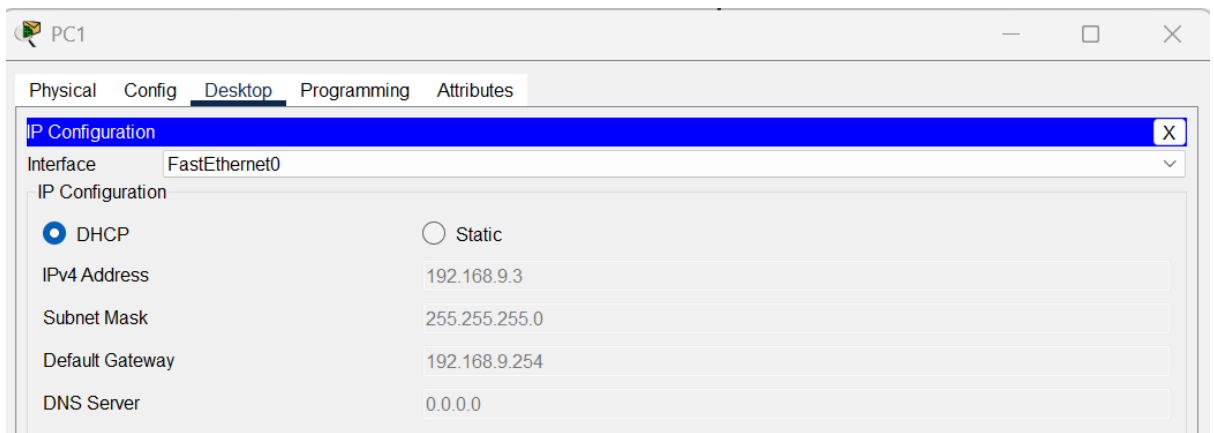 PC1
Physical Config Desktop Programming Attributes
IP Configuration X
Interface FastEthernet0
IP Configuration
DHCP Static
IPv4 Address 192.168.9.3
Subnet Mask 255.255.255.0
Default Gateway 192.168.9.254
DNS Server 0.0.0.0